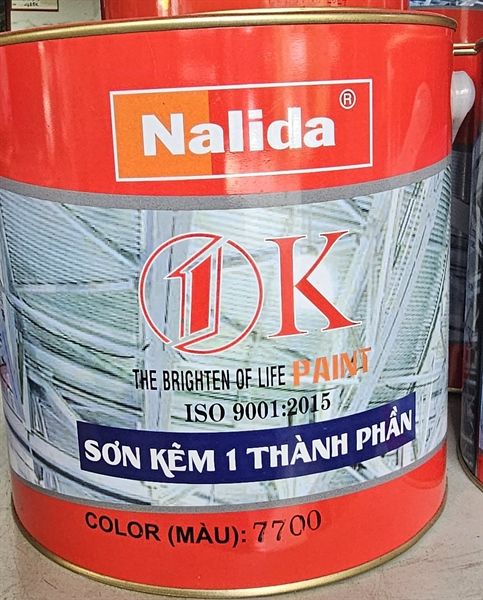 Nalida®
1K
THE BRIGHTEN OF LIFE PAINT
ISO 9001:2015
SƠN KẼM 1 THÀNH PHẦN
COLOR (MÀU): 7700